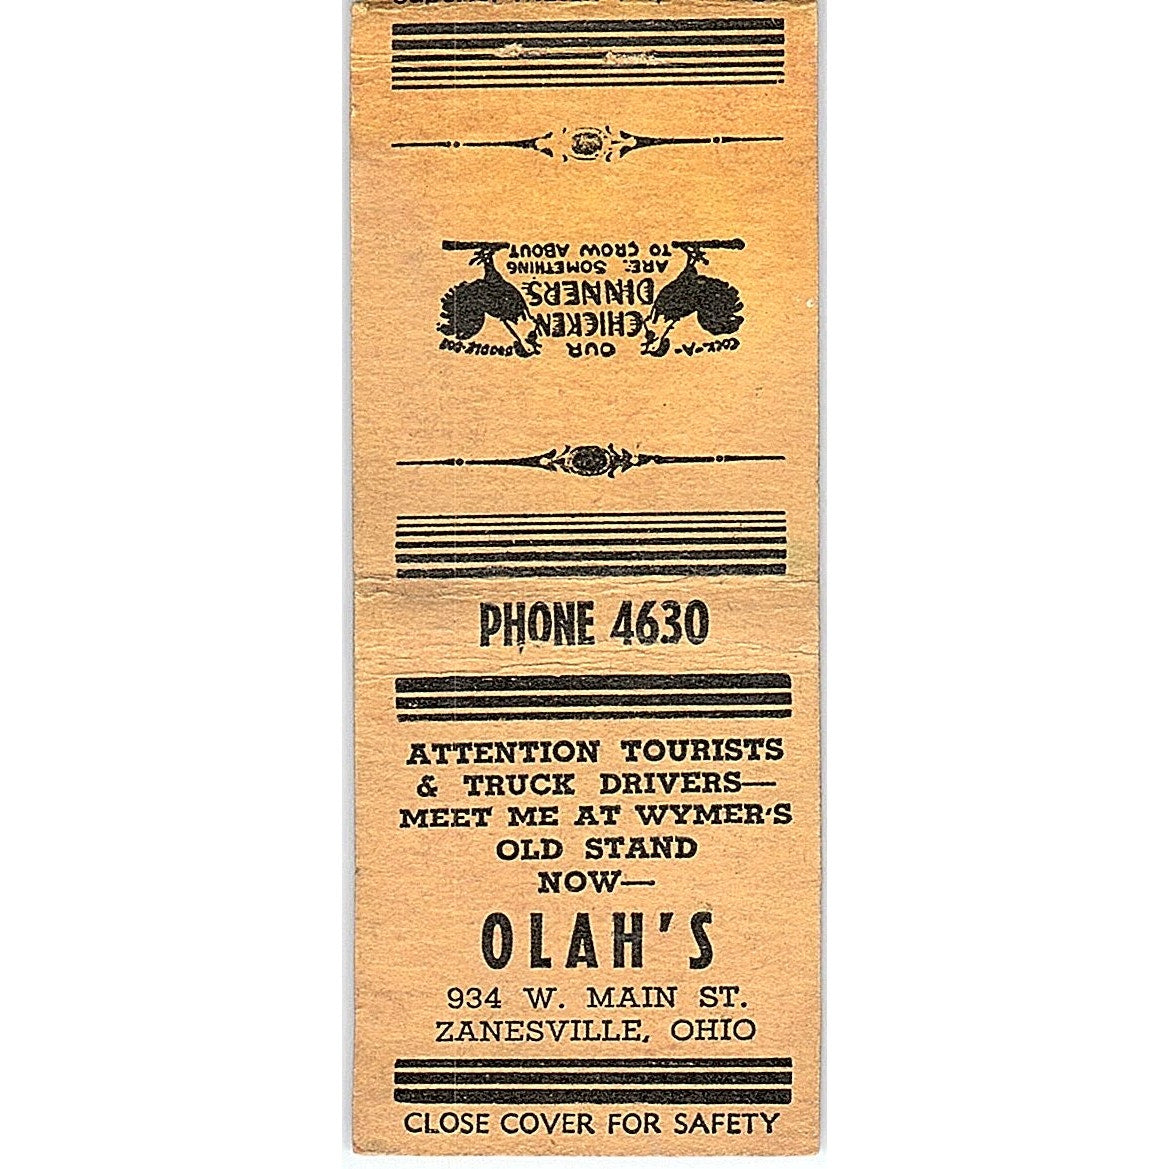 OUR
CHICKEN
DINNERS
ARE SOMETHING
TO CROW ABOUT
COCK-A-
DOODLE-DOO
PHONE 4630
ATTENTION TOURISTS
& TRUCK DRIVERS—
MEET ME AT WYMER'S
OLD STAND
NOW—
OLAH'S
934 W. MAIN ST.
ZANESVILLE, OHIO
CLOSE COVER FOR SAFETY